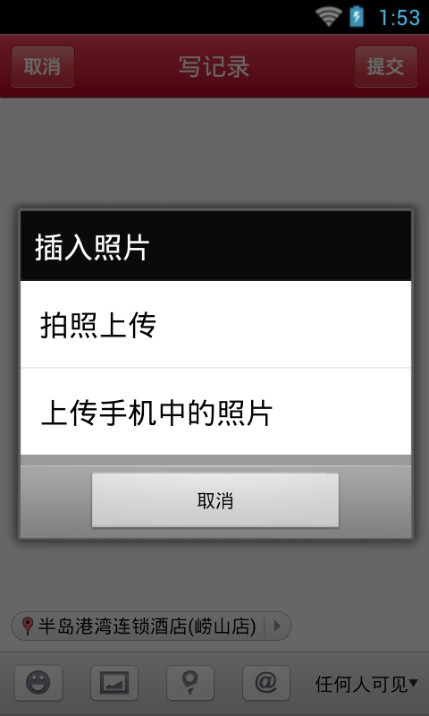 1:53
取消 写记录 提交
插入照片
拍照上传
上传手机中的照片
取消
半岛港湾连锁酒店(崂山店)
@ 任何人可见